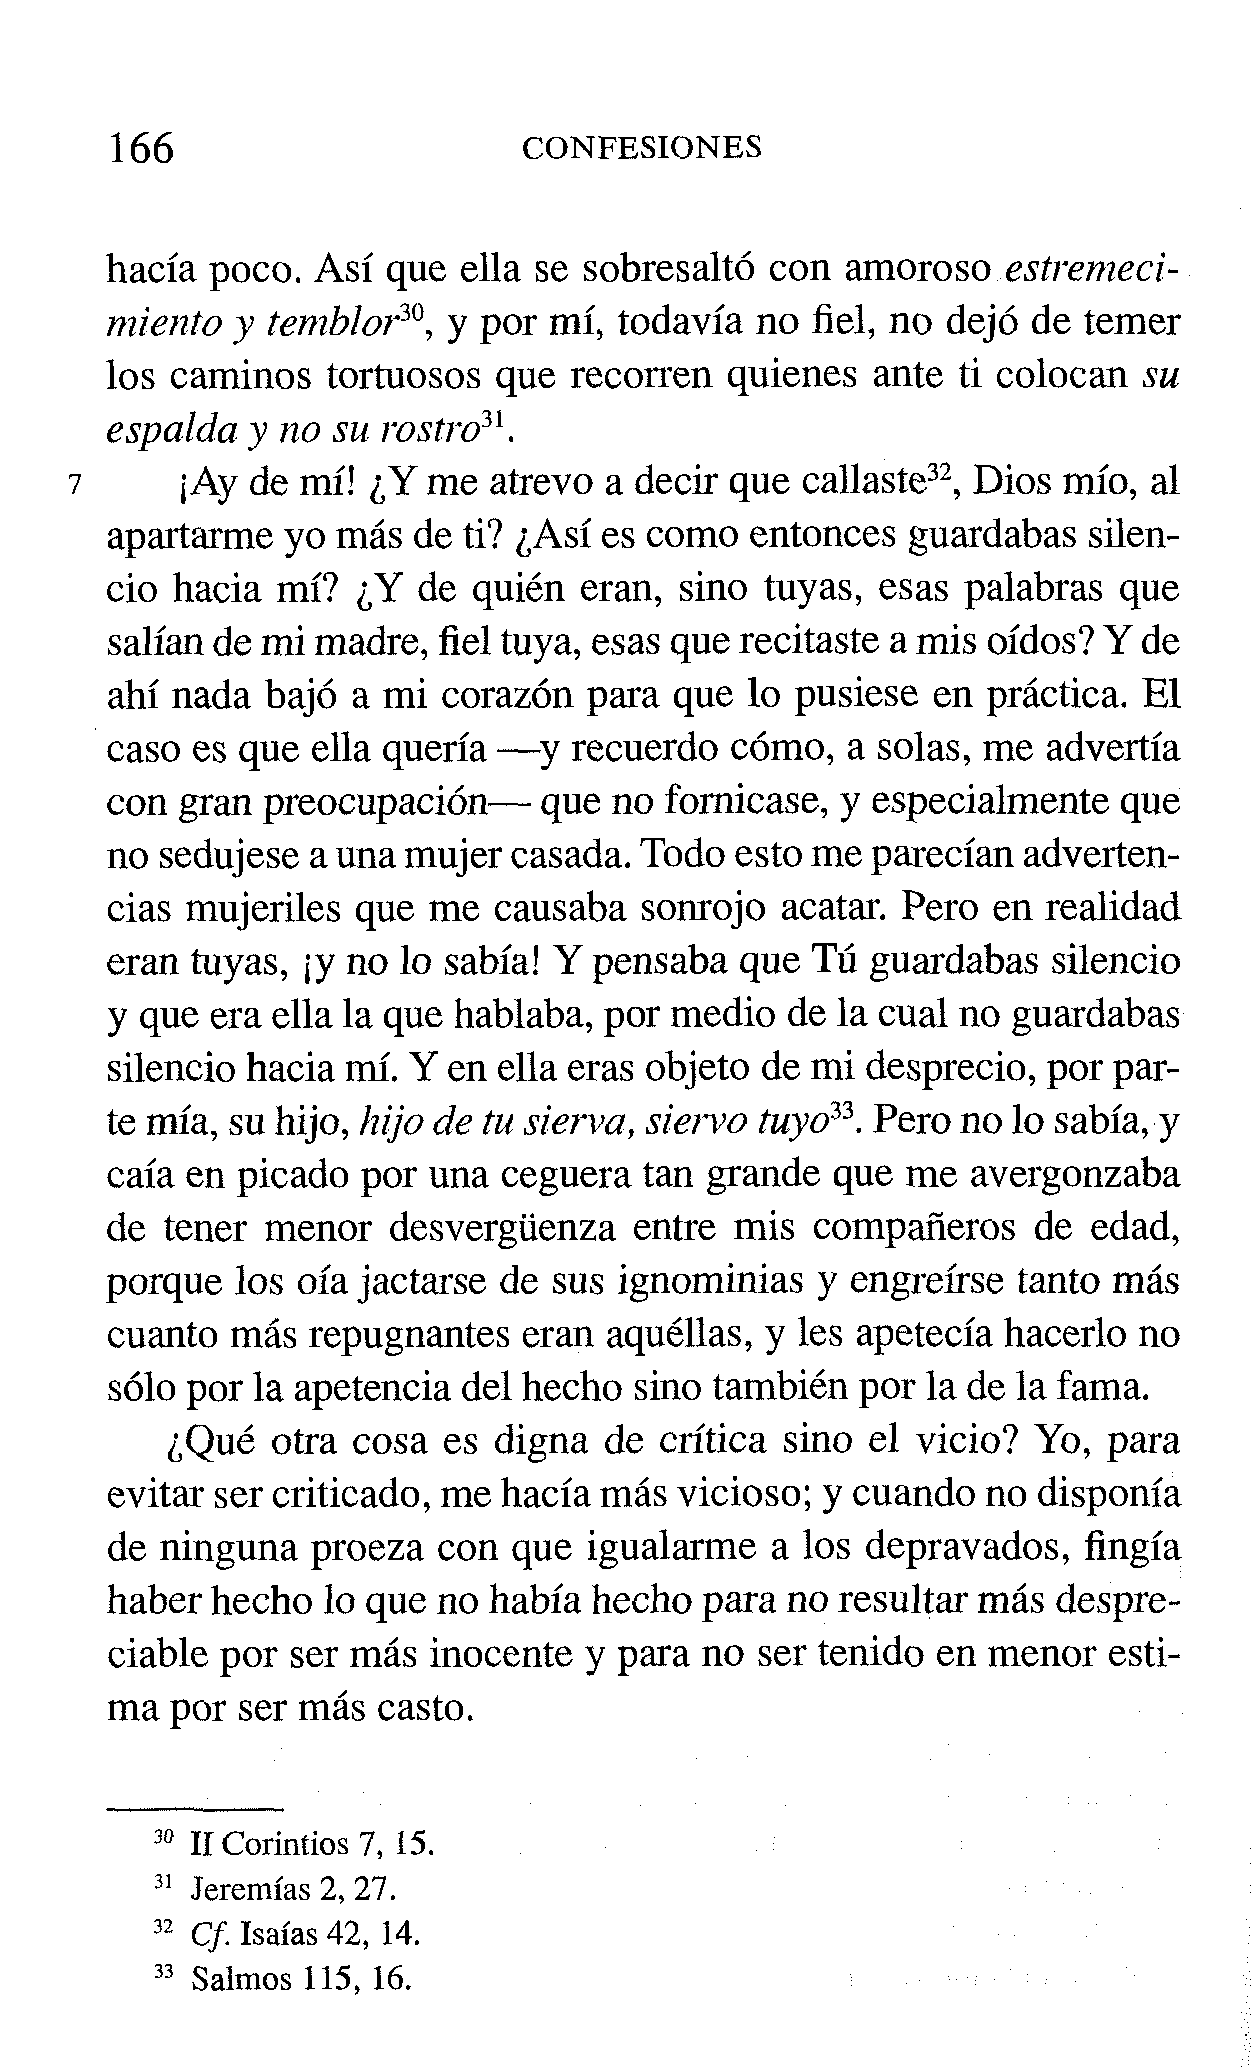 166 CONFESIONES
hacía poco. Así que ella se sobresaltó con amoroso estremeci-
miento y temblor³⁰, y por mí, todavía no fiel, no dejó de temer
los caminos tortuosos que recorren quienes ante ti colocan su
espalda y no su rostro³¹.
7 ¡Ay de mí! ¿Y me atrevo a decir que callaste³², Dios mío, al
apartarme yo más de ti? ¿Así es como entonces guardabas silen-
cio hacia mí? ¿Y de quién eran, sino tuyas, esas palabras que
salían de mi madre, fiel tuya, esas que recitaste a mis oídos? Y de
ahí nada bajó a mi corazón para que lo pusiese en práctica. El
caso es que ella quería —y recuerdo cómo, a solas, me advertía
con gran preocupación— que no fornicase, y especialmente que
no sedujese a una mujer casada. Todo esto me parecían adverten-
cias mujeriles que me causaba sonrojo acatar. Pero en realidad
eran tuyas, ¡y no lo sabía! Y pensaba que Tú guardabas silencio
y que era ella la que hablaba, por medio de la cual no guardabas
silencio hacia mí. Y en ella eras objeto de mi desprecio, por par-
te mía, su hijo, hijo de tu sierva, siervo tuyo³³. Pero no lo sabía, y
caía en picado por una ceguera tan grande que me avergonzaba
de tener menor desvergüenza entre mis compañeros de edad,
porque los oía jactarse de sus ignominias y engreírse tanto más
cuanto más repugnantes eran aquéllas, y les apetecía hacerlo no
sólo por la apetencia del hecho sino también por la de la fama.
¿Qué otra cosa es digna de crítica sino el vicio? Yo, para
evitar ser criticado, me hacía más vicioso; y cuando no disponía
de ninguna proeza con que igualarme a los depravados, fingía
haber hecho lo que no había hecho para no resultar más despre-
ciable por ser más inocente y para no ser tenido en menor esti-
ma por ser más casto.
³⁰ II Corintios 7, 15.
³¹ Jeremías 2, 27.
³² Cf. Isaías 42, 14.
³³ Salmos 115, 16.